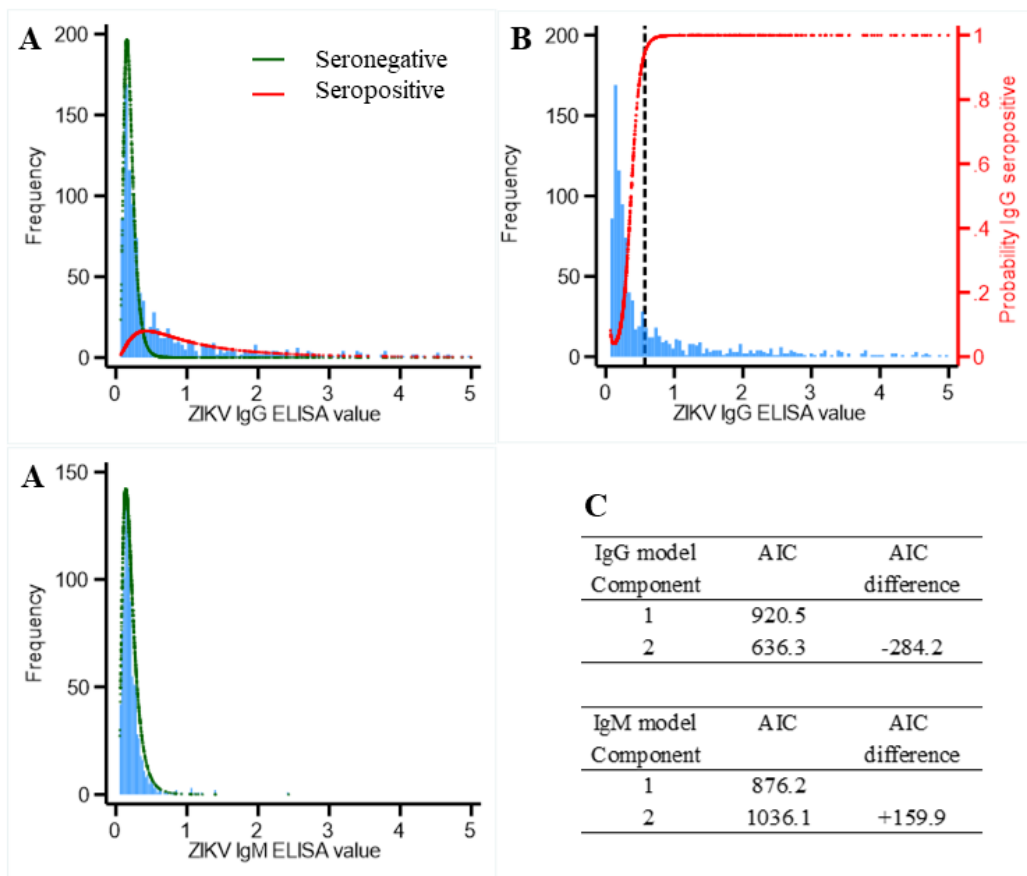 A
200
150
100
50
0
Frequency
Seronegative
Seropositive
0 1 2 3 4 5
ZIKV IgG ELISA value
B
200
150
100
50
0
Frequency
1
.8
.6
.4
.2
0
Probability IgG seropositive
0 1 2 3 4 5
ZIKV IgG ELISA value
A
150
100
50
0
Frequency
0 1 2 3 4 5
ZIKV IgM ELISA value
C
IgG model AIC AIC
Component difference
1 920.5
2 636.3 -284.2
IgM model AIC AIC
Component difference
1 876.2
2 1036.1 +159.9